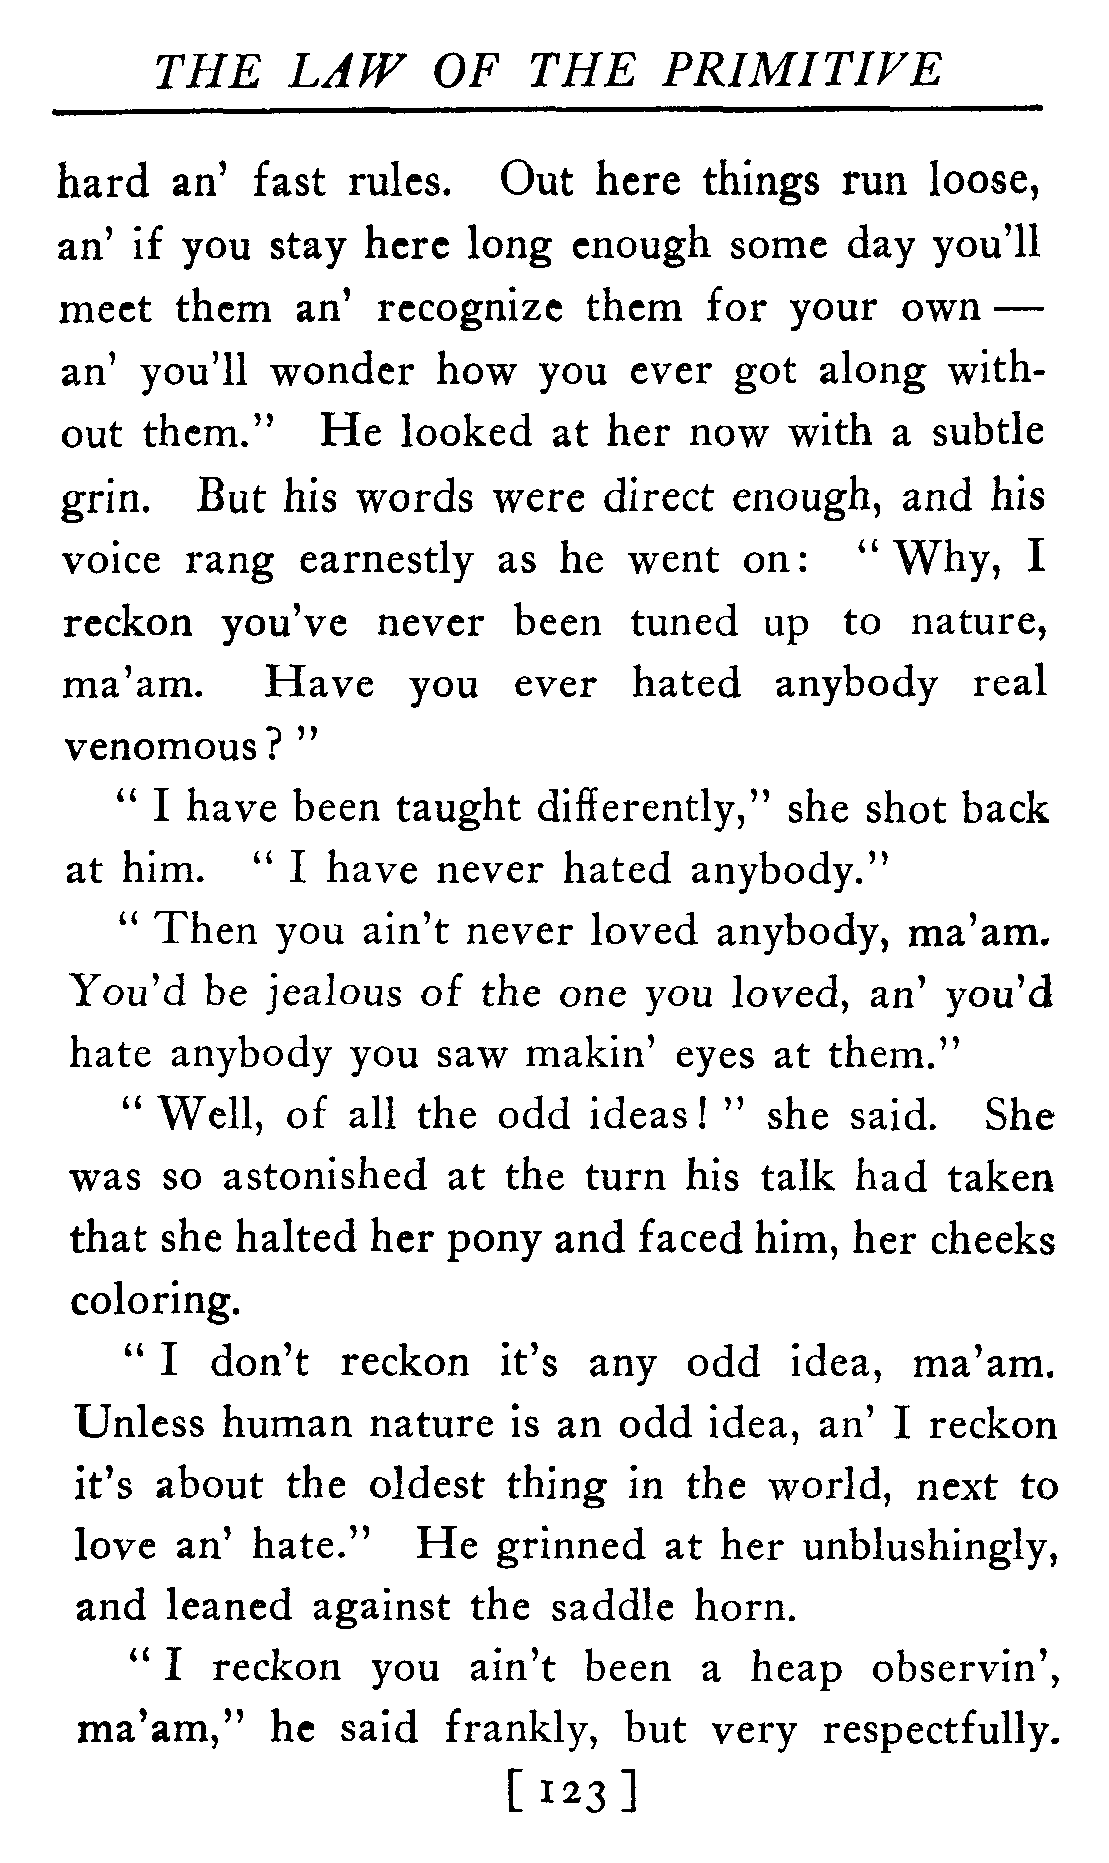 THE LAW OF THE PRIMITIVE
hard an' fast rules. Out here things run loose,
an' if you stay here long enough some day you'll
meet them an' recognize them for your own —
an' you'll wonder how you ever got along with-
out them." He looked at her now with a subtle
grin. But his words were direct enough, and his
voice rang earnestly as he went on: " Why, I
reckon you've never been tuned up to nature,
ma'am. Have you ever hated anybody real
venomous? "
" I have been taught differently," she shot back
at him. " I have never hated anybody."
" Then you ain't never loved anybody, ma'am.
You'd be jealous of the one you loved, an' you'd
hate anybody you saw makin' eyes at them."
" Well, of all the odd ideas! " she said. She
was so astonished at the turn his talk had taken
that she halted her pony and faced him, her cheeks
coloring.
" I don't reckon it's any odd idea, ma'am.
Unless human nature is an odd idea, an' I reckon
it's about the oldest thing in the world, next to
love an' hate." He grinned at her unblushingly,
and leaned against the saddle horn.
" I reckon you ain't been a heap observin',
ma'am," he said frankly, but very respectfully.
[ 123 ]